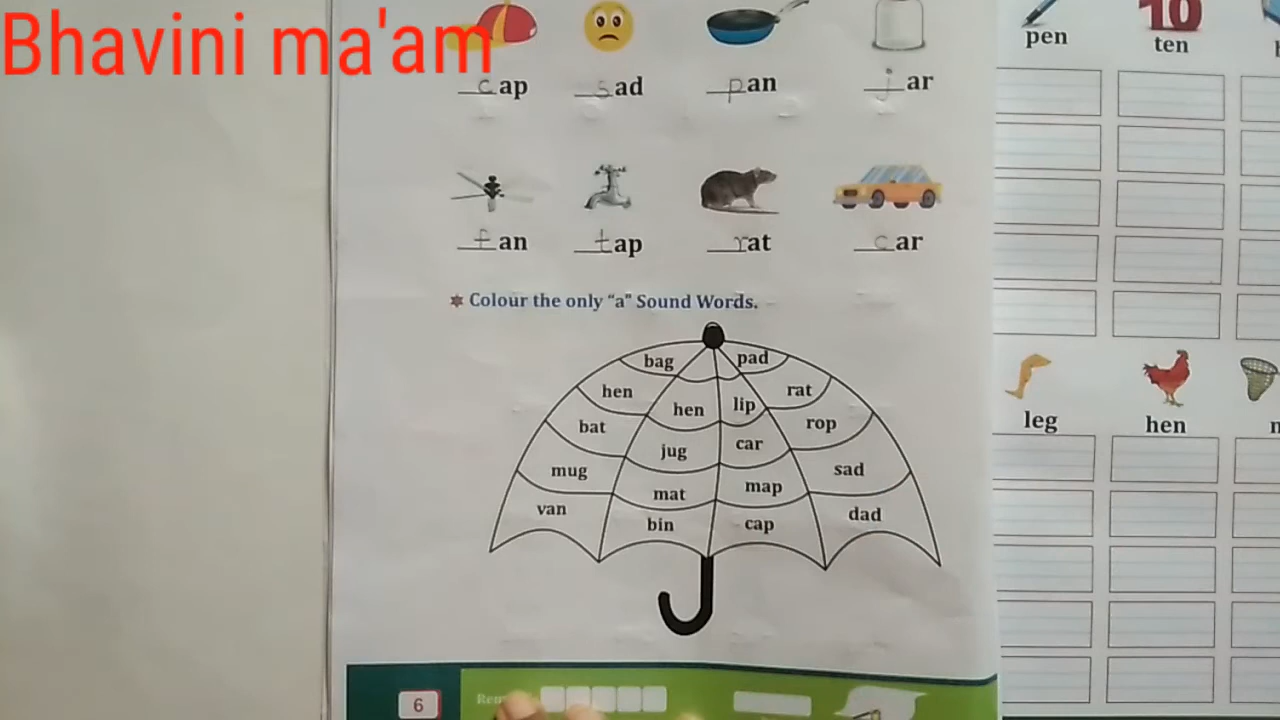 Bhavini ma'am
cap sad pan jar
fan tap rat car
Colour the only "a" Sound Words.
bag pad
hen rat
hen lip
bat rop
jug car
mug sad
mat map
van dad
bin cap
6
pen ten
10
leg hen